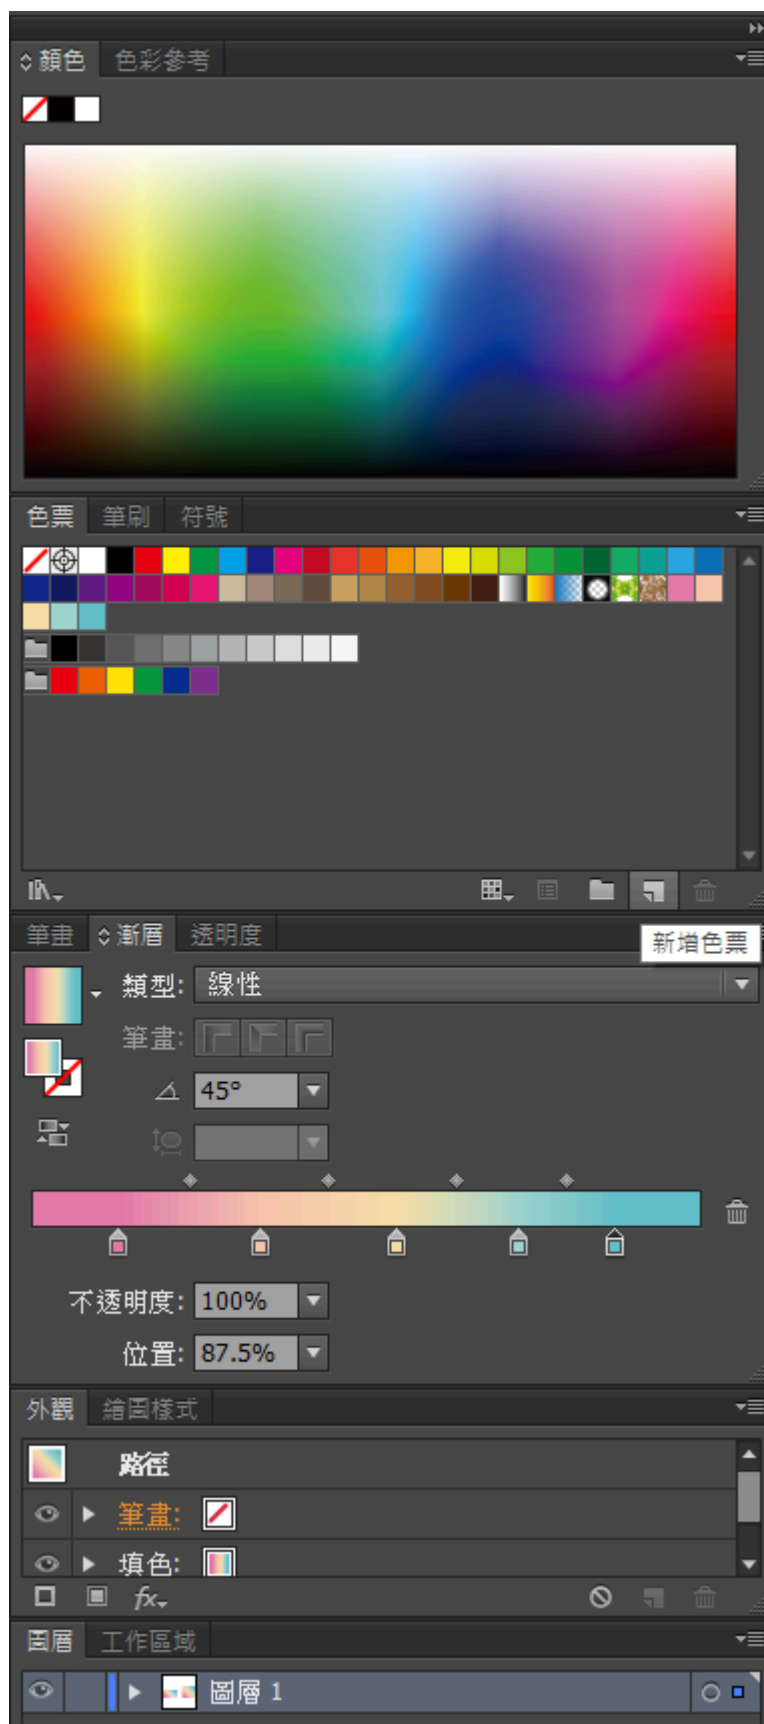 顏色 色彩參考
色票 筆刷 符號
筆畫 漸層 透明度
新增色票
類型: 線性
筆畫:
45°
不透明度: 100%
位置: 87.5%
外觀 繪圖樣式
路徑
筆畫:
填色:
fx
圖層 工作區域
圖層 1